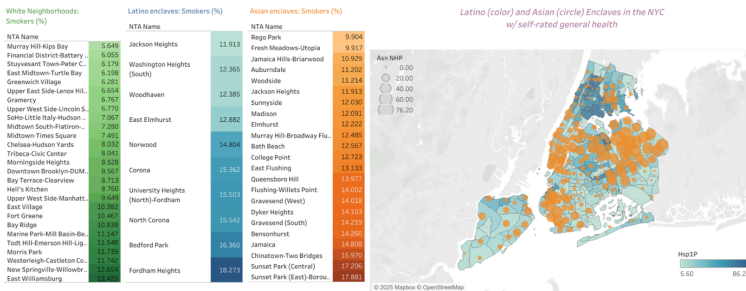 White Neighborhoods: Smokers (%)
NTA Name
Murray Hill-Kips Bay 5.649
Financial District-Battery .. 6.055
Stuyvesant Town-Peter C.. 6.179
East Midtown-Turtle Bay 6.198
Greenwich Village 6.281
Upper East Side-Lenox Hil.. 6.654
Gramercy 6.767
Upper West Side-Lincoln S.. 6.770
SoHo-Little Italy-Hudson .. 7.067
Midtown South-Flatiron-.. 7.280
Midtown-Times Square 7.491
Chelsea-Hudson Yards 8.032
Tribeca-Civic Center 8.041
Morningside Heights 8.528
Downtown Brooklyn-DUM.. 8.567
Bay Terrace-Clearview 8.713
Hell's Kitchen 8.760
Upper West Side-Manhatt.. 9.649
East Village 10.382
Fort Greene 10.467
Bay Ridge 10.838
Marine Park-Mill Basin-Be.. 11.147
Todt Hill-Emerson Hill-Lig.. 11.548
Morris Park 11.739
Westerleigh-Castleton Co.. 11.742
New Springville-Willowbr.. 12.654
East Williamsburg 13.425
Latino enclaves: Smokers (%)
NTA Name
Jackson Heights 11.913
Washington Heights (South) 12.365
Woodhaven 12.385
East Elmhurst 12.882
Norwood 14.804
Corona 15.362
University Heights (North)-Fordham 15.503
North Corona 15.542
Bedford Park 16.360
Fordham Heights 18.273
Asian enclaves: Smokers (%)
NTA Name
Rego Park 9.904
Fresh Meadows-Utopia 9.917
Jamaica Hills-Briarwood 10.929
Auburndale 11.202
Woodside 11.214
Jackson Heights 11.913
Sunnyside 12.030
Madison 12.091
Elmhurst 12.222
Murray Hill-Broadway Flu.. 12.485
Bath Beach 12.567
College Point 12.723
East Flushing 13.133
Queensboro Hill 13.977
Flushing-Willets Point 14.002
Gravesend (West) 14.018
Dyker Heights 14.103
Gravesend (South) 14.219
Bensonhurst 14.260
Jamaica 14.808
Chinatown-Two Bridges 15.970
Sunset Park (Central) 17.206
Sunset Park (East)-Borou.. 17.881
Latino (color) and Asian (circle) Enclaves in the NYC
w/ self-rated general health
Asn NHP
0.00
20.00
40.00
60.00
76.20
Hsp1P
5.60 86.2
© 2025 Mapbox © OpenStreetMap